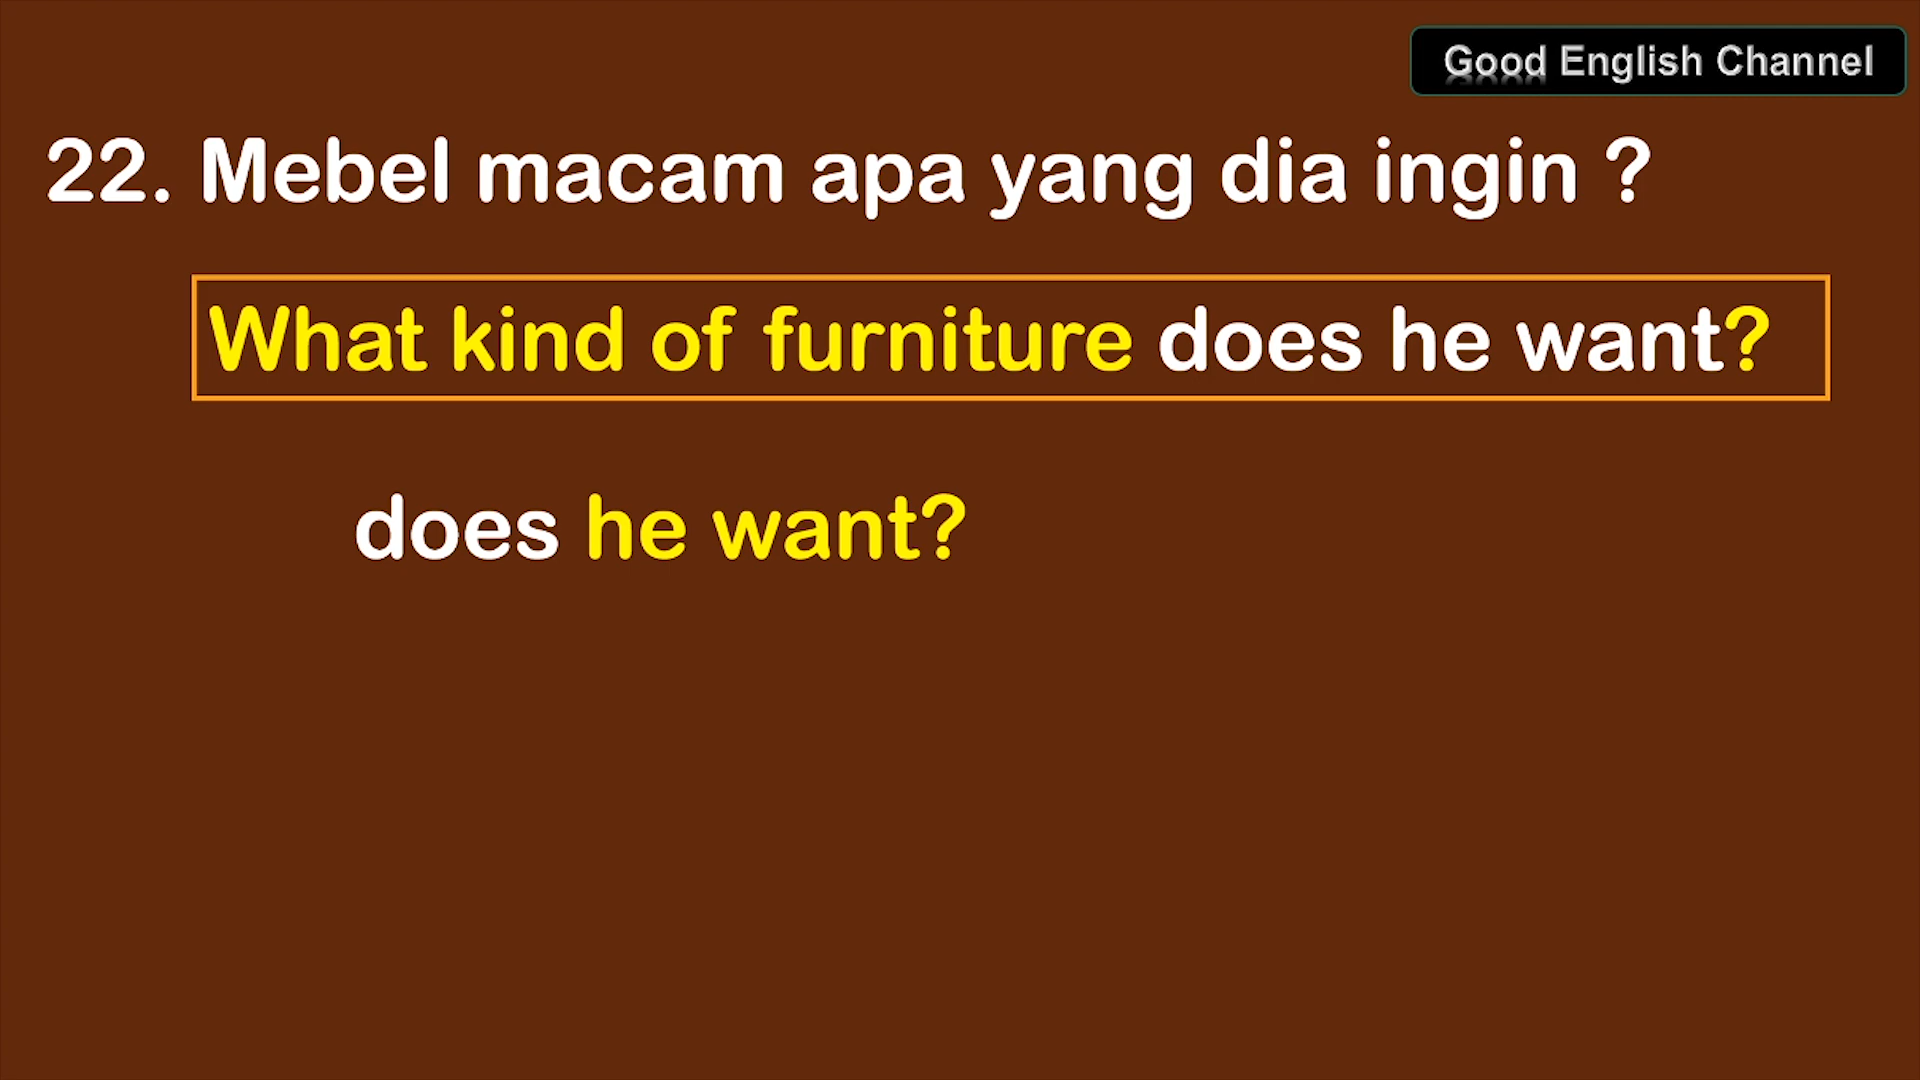 Good English Channel
22. Mebel macam apa yang dia ingin ?
What kind of furniture does he want?
does he want?